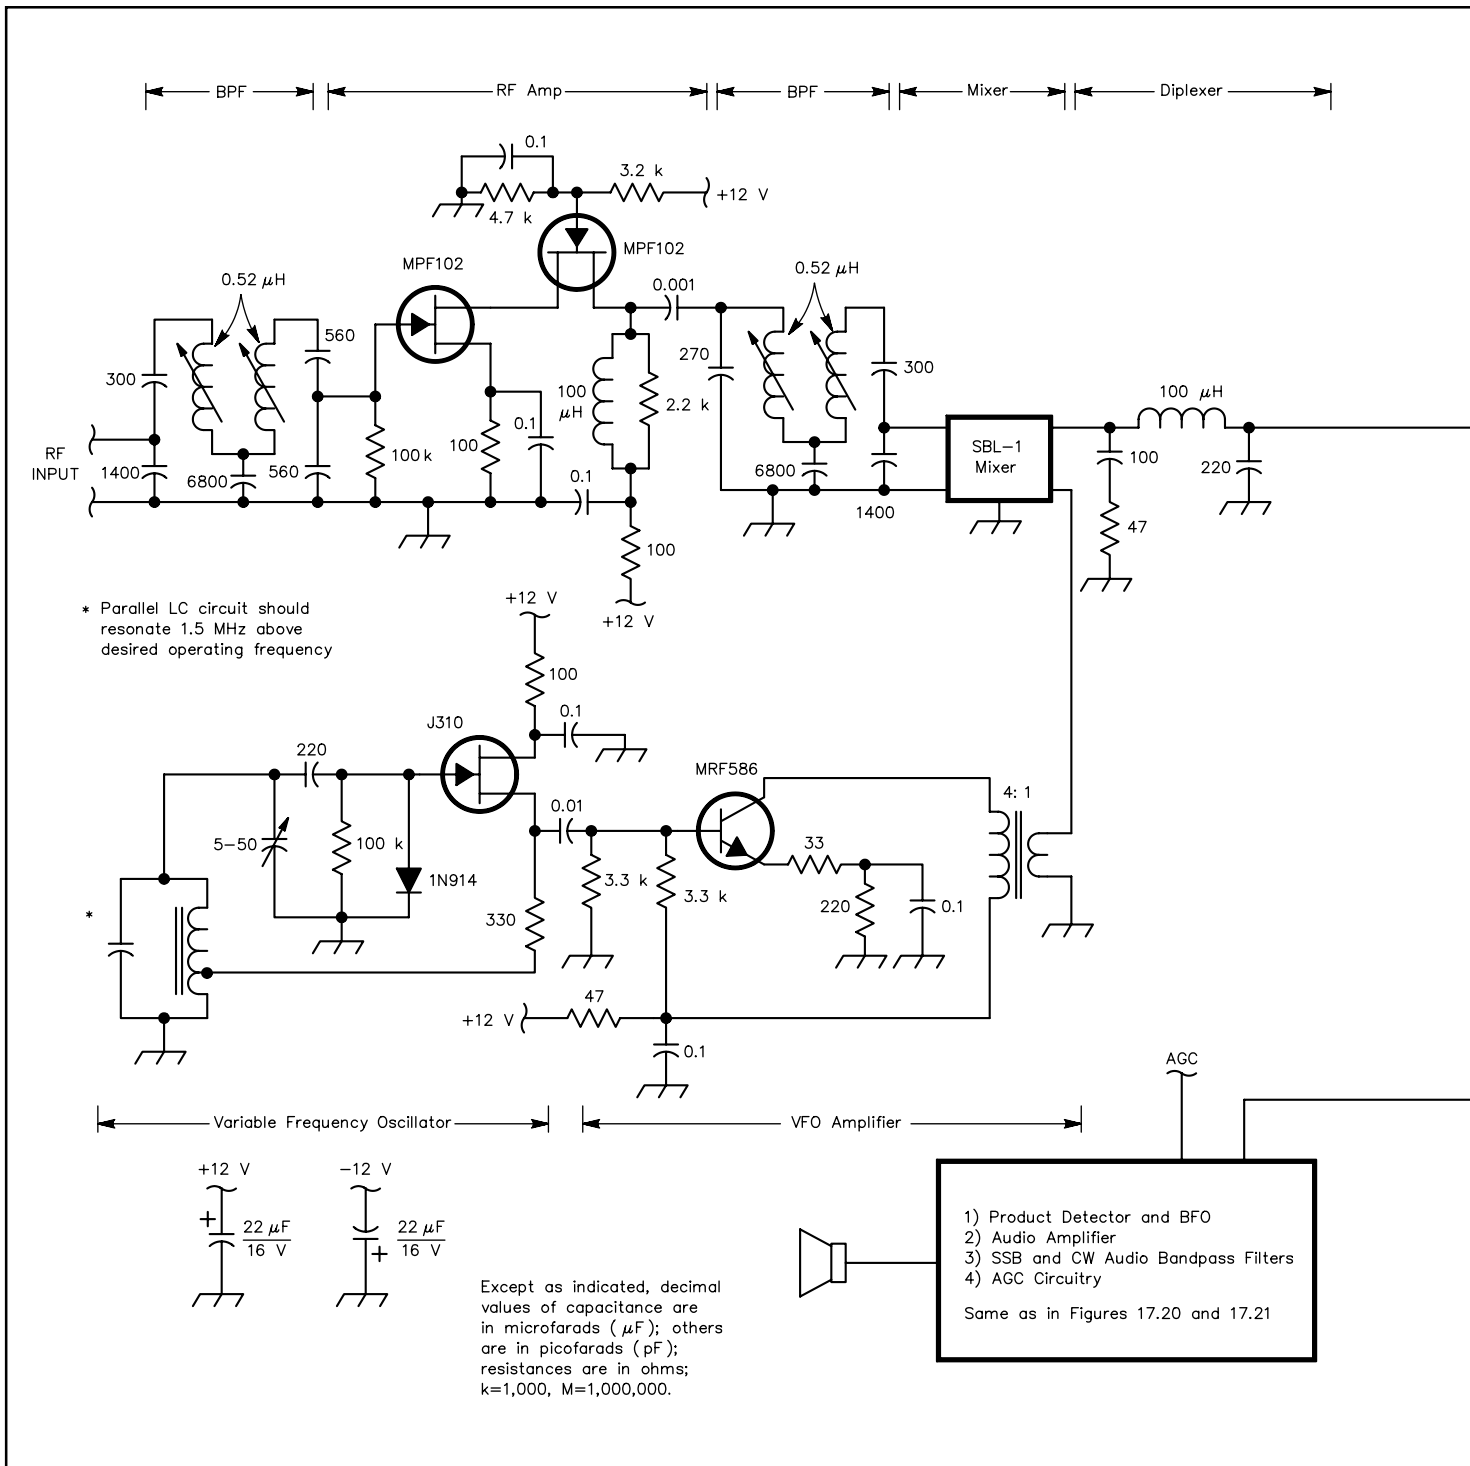 BPF
RF Amp
BPF
Mixer
Diplexer
0.1
4.7 k
3.2 k
+12 V
MPF102
MPF102
0.52 μH
0.52 μH
0.001
560
300
270
300
100 μH
100
μH
2.2 k
RF
INPUT
1400
6800
560
100 k
100
0.1
0.1
6800
1400
SBL-1
Mixer
100
220
47
100
+12 V
* Parallel LC circuit should
resonate 1.5 MHz above
desired operating frequency
+12 V
100
J310
0.1
220
MRF586
4: 1
5-50
100 k
1N914
0.01
3.3 k
3.3 k
33
220
0.1
*
330
47
+12 V
0.1
AGC
Variable Frequency Oscillator
VFO Amplifier
+12 V
-12 V
+
22 μF
16 V
+
22 μF
16 V
1) Product Detector and BFO
2) Audio Amplifier
3) SSB and CW Audio Bandpass Filters
4) AGC Circuitry
Same as in Figures 17.20 and 17.21
Except as indicated, decimal
values of capacitance are
in microfarads ( μF); others
are in picofarads ( pF);
resistances are in ohms;
k=1,000, M=1,000,000.